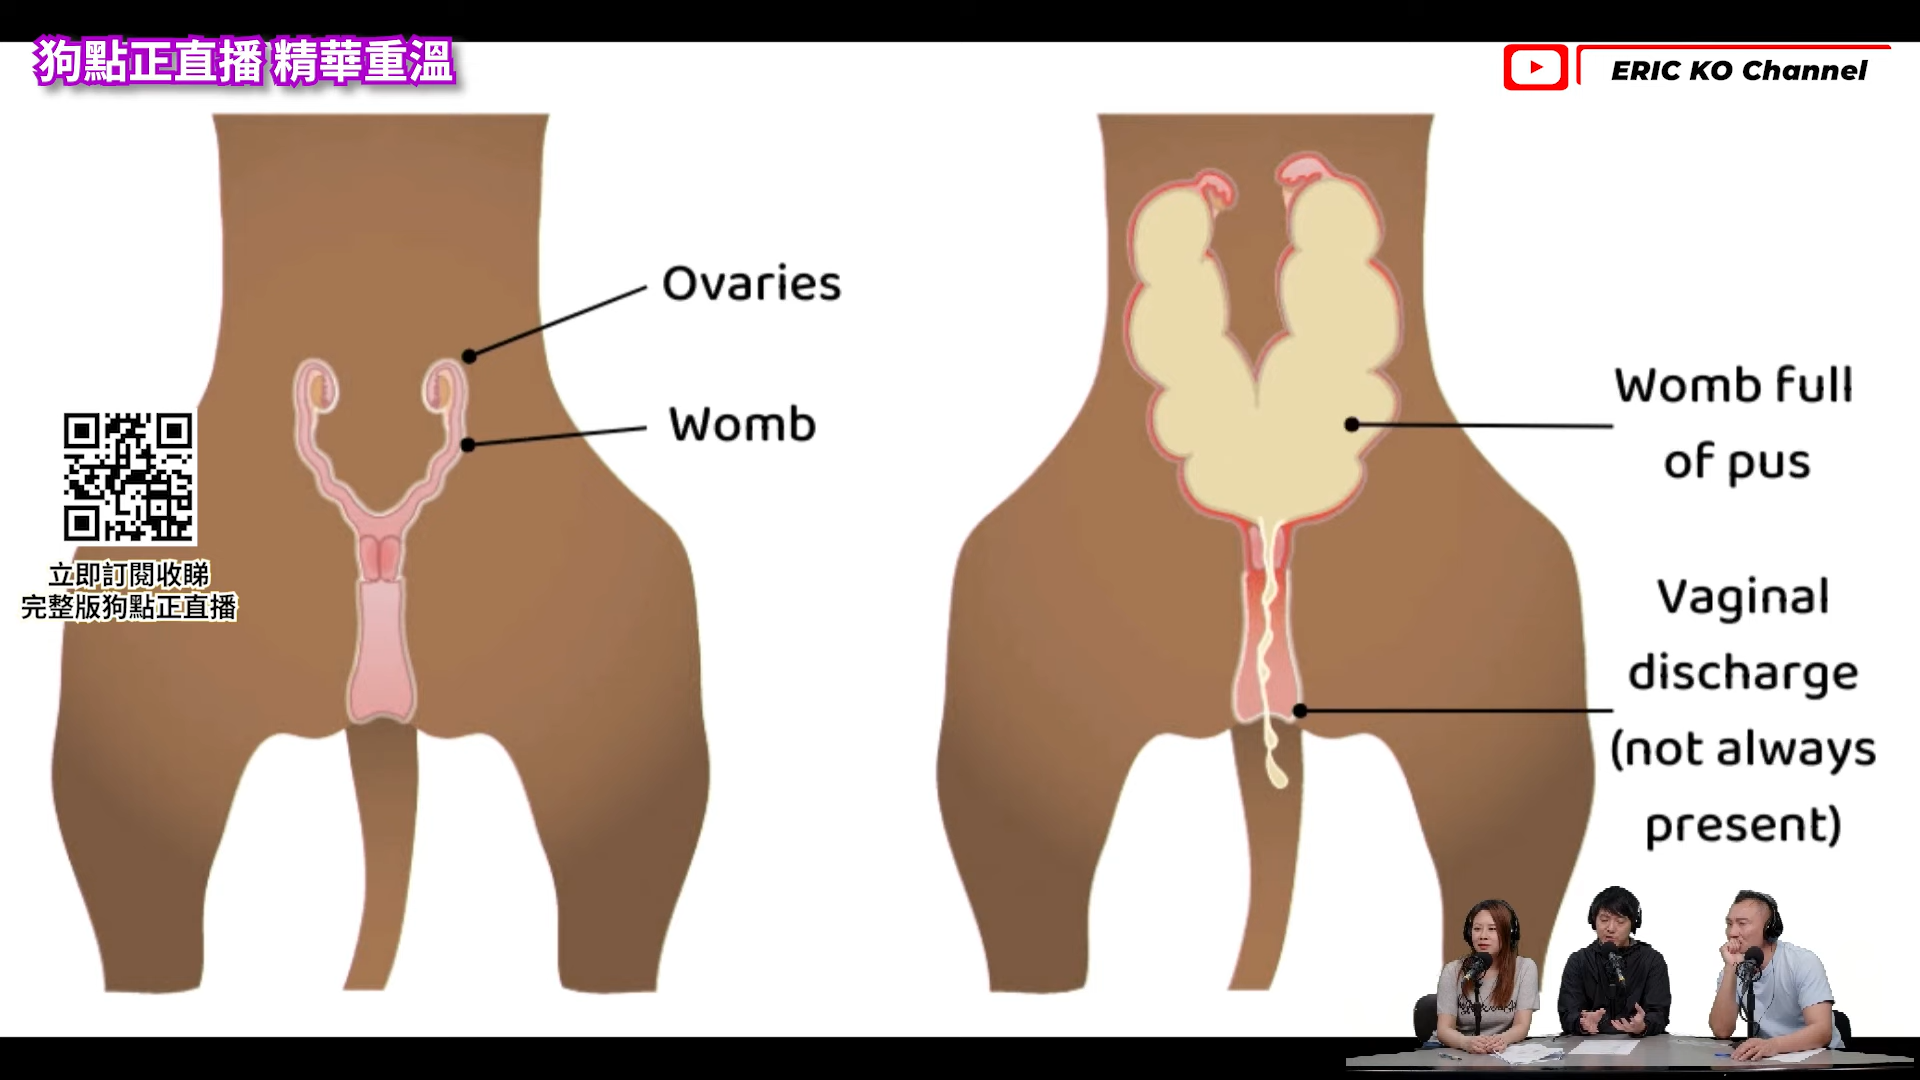 狗點正直播 精華重溫
ERIC KO Channel
Ovaries
Womb
立即訂閱收睇
完整版狗點正直播
Womb full
of pus
Vaginal
discharge
(not always
present)